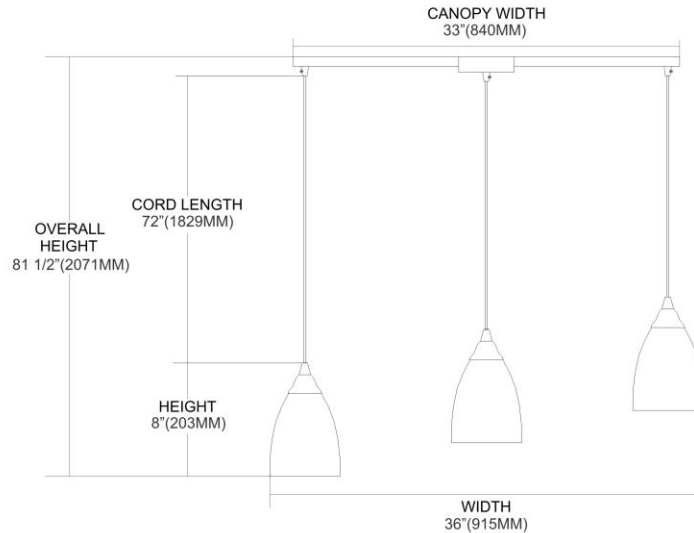 CANOPY WIDTH
33”(840MM)
CORD LENGTH
72”(1829MM)
OVERALL
HEIGHT
81 1/2”(2071MM)
HEIGHT
8”(203MM)
WIDTH
36”(915MM)